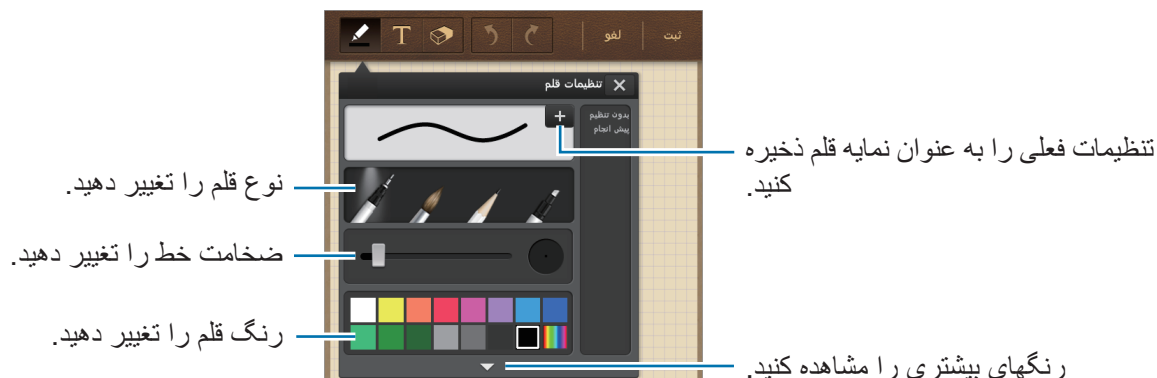 ثبت
لغو
T
تنظیمات قلم
بدون تنظیم
پیش انجام
تنظیمات فعلی را به عنوان نمایه قلم ذخیره
کنید.
نوع قلم را تغییر دهید.
ضخامت خط را تغییر دهید.
رنگ قلم را تغییر دهید.
رنگهای بیشتری را مشاهده کنید.